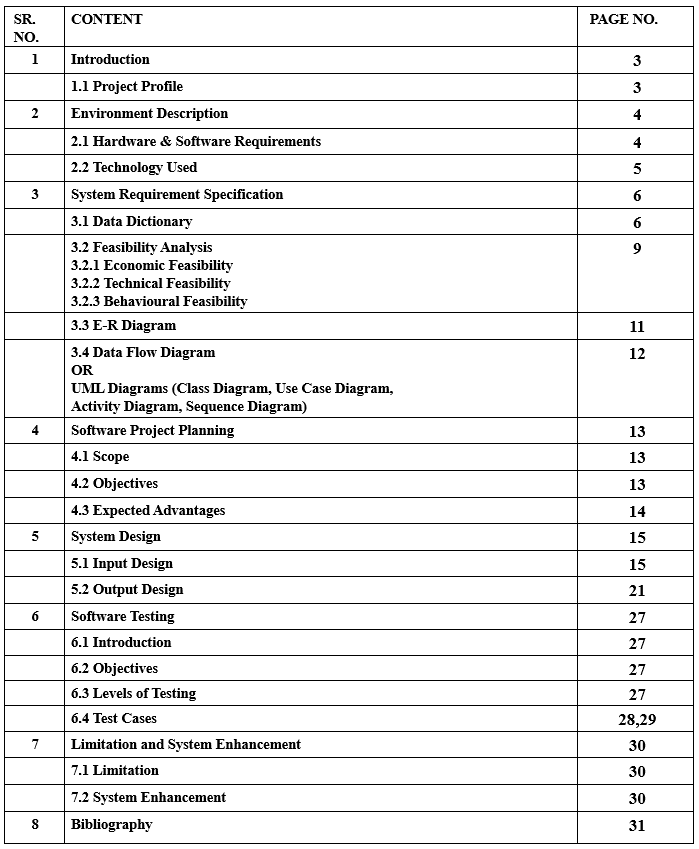 SR. NO. CONTENT PAGE NO.
1 Introduction 3
1.1 Project Profile 3
2 Environment Description 4
2.1 Hardware & Software Requirements 4
2.2 Technology Used 5
3 System Requirement Specification 6
3.1 Data Dictionary 6
3.2 Feasibility Analysis 9
3.2.1 Economic Feasibility
3.2.2 Technical Feasibility
3.2.3 Behavioural Feasibility
3.3 E-R Diagram 11
3.4 Data Flow Diagram 12
OR
UML Diagrams (Class Diagram, Use Case Diagram,
Activity Diagram, Sequence Diagram)
4 Software Project Planning 13
4.1 Scope 13
4.2 Objectives 13
4.3 Expected Advantages 14
5 System Design 15
5.1 Input Design 15
5.2 Output Design 21
6 Software Testing 27
6.1 Introduction 27
6.2 Objectives 27
6.3 Levels of Testing 27
6.4 Test Cases 28,29
7 Limitation and System Enhancement 30
7.1 Limitation 30
7.2 System Enhancement 30
8 Bibliography 31